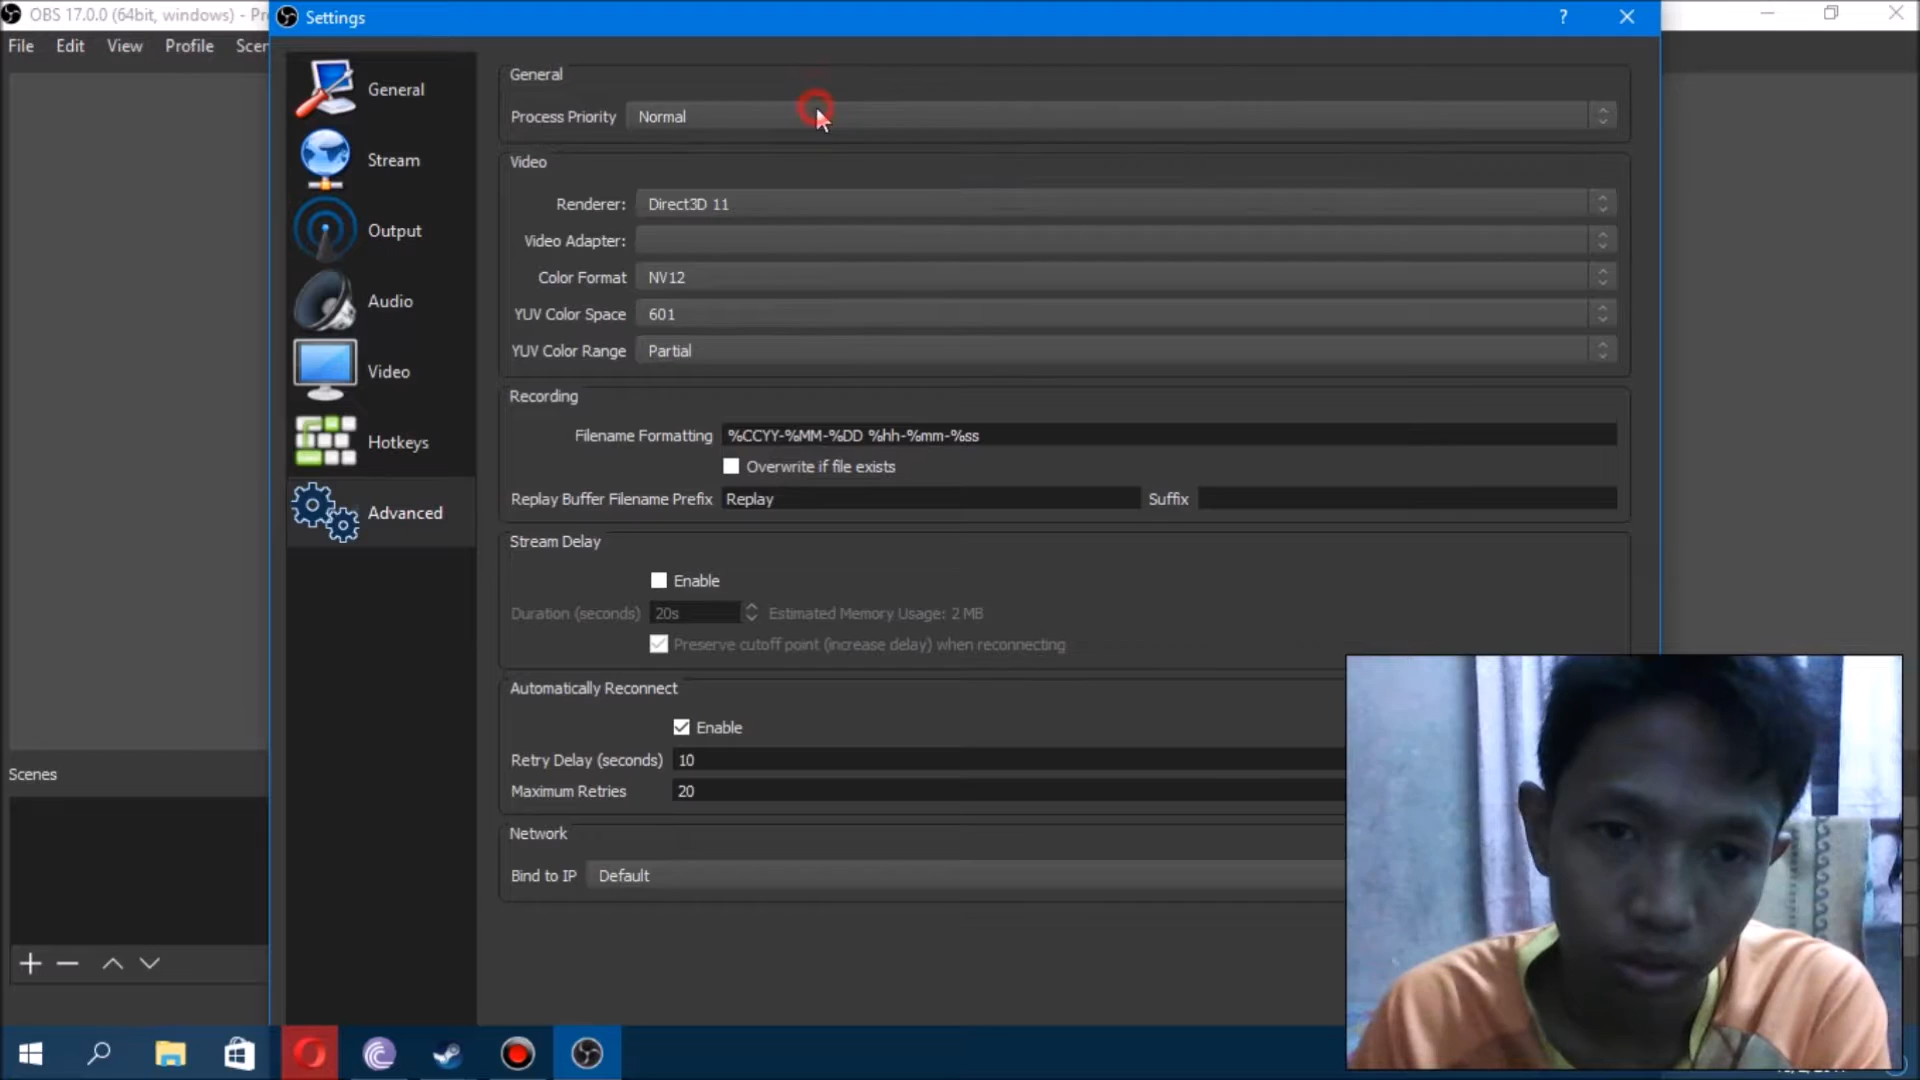 OBS 17.0.0 (64bit, windows) - Pr
Settings
?
File Edit View Profile Scen
General
Stream
Output
Audio
Video
Hotkeys
Advanced
General
Process Priority Normal
Video
Renderer: Direct3D 11
Video Adapter:
Color Format NV12
YUV Color Space 601
YUV Color Range Partial
Recording
Filename Formatting %CCYY-%MM-%DD %hh-%mm-%ss
Overwrite if file exists
Replay Buffer Filename Prefix Replay Suffix
Stream Delay
Enable
Duration (seconds) 20s Estimated Memory Usage: 2 MB
Preserve cutoff point (increase delay) when reconnecting
Automatically Reconnect
Enable
Retry Delay (seconds) 10
Maximum Retries 20
Network
Bind to IP Default
Scenes